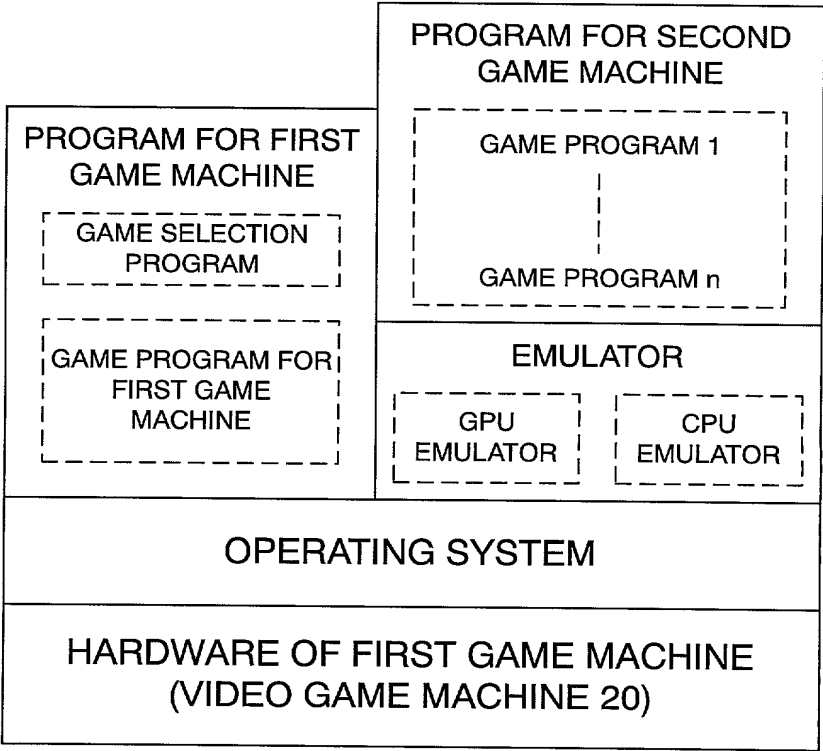 PROGRAM FOR SECOND
GAME MACHINE
GAME PROGRAM 1
GAME PROGRAM n
PROGRAM FOR FIRST
GAME MACHINE
GAME SELECTION
PROGRAM
GAME PROGRAM FOR
FIRST GAME
MACHINE
EMULATOR
GPU
EMULATOR
CPU
EMULATOR
OPERATING SYSTEM
HARDWARE OF FIRST GAME MACHINE
(VIDEO GAME MACHINE 20)